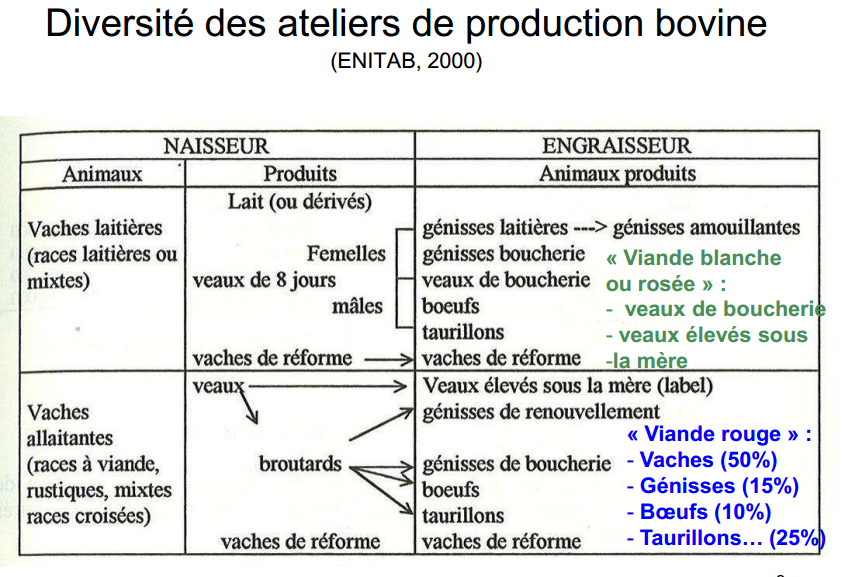 Diversité des ateliers de production bovine
(ENITAB, 2000)
NAISSEUR
ENGRAISSEUR
Animaux
Produits
Animaux produits
Vaches laitières
(races laitières ou
mixtes)
Lait (ou dérivés)
Femelles
veaux de 8 jours
mâles
vaches de réforme
génisses laitières ---> génisses amouillantes
génisses boucherie
veaux de boucherie
boeufs
taurillons
vaches de réforme
« Viande blanche
ou rosée » :
- veaux de boucherie
- veaux élevés sous
-la mère
Vaches
allaitantes
(races à viande,
rustiques, mixtes
races croisées)
veaux
broutards
vaches de réforme
Veaux élevés sous la mère (label)
génisses de renouvellement
génisses de boucherie
boeufs
taurillons
vaches de réforme
« Viande rouge » :
- Vaches (50%)
- Génisses (15%)
- Bœufs (10%)
- Taurillons… (25%)